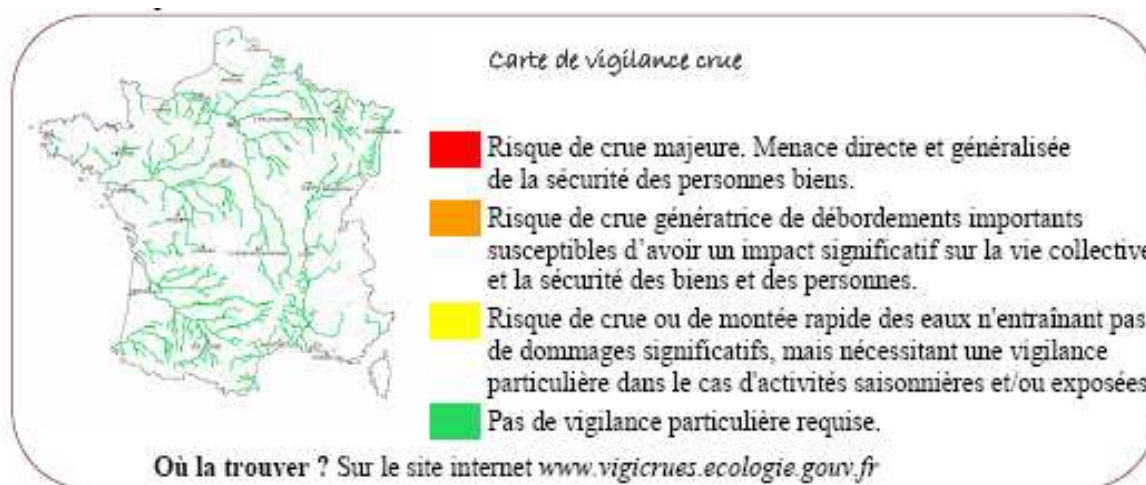 Carte de vigilance crue
Risque de crue majeure. Menace directe et généralisée
de la sécurité des personnes biens.
Risque de crue génératrice de débordements importants
susceptibles d’avoir un impact significatif sur la vie collective
et la sécurité des biens et des personnes.
Risque de crue ou de montée rapide des eaux n'entraînant pas
de dommages significatifs, mais nécessitant une vigilance
particulière dans le cas d'activités saisonnières et/ou exposées
Pas de vigilance particulière requise.
Où la trouver ? Sur le site internet www.vigicrues.ecologie.gouv.fr